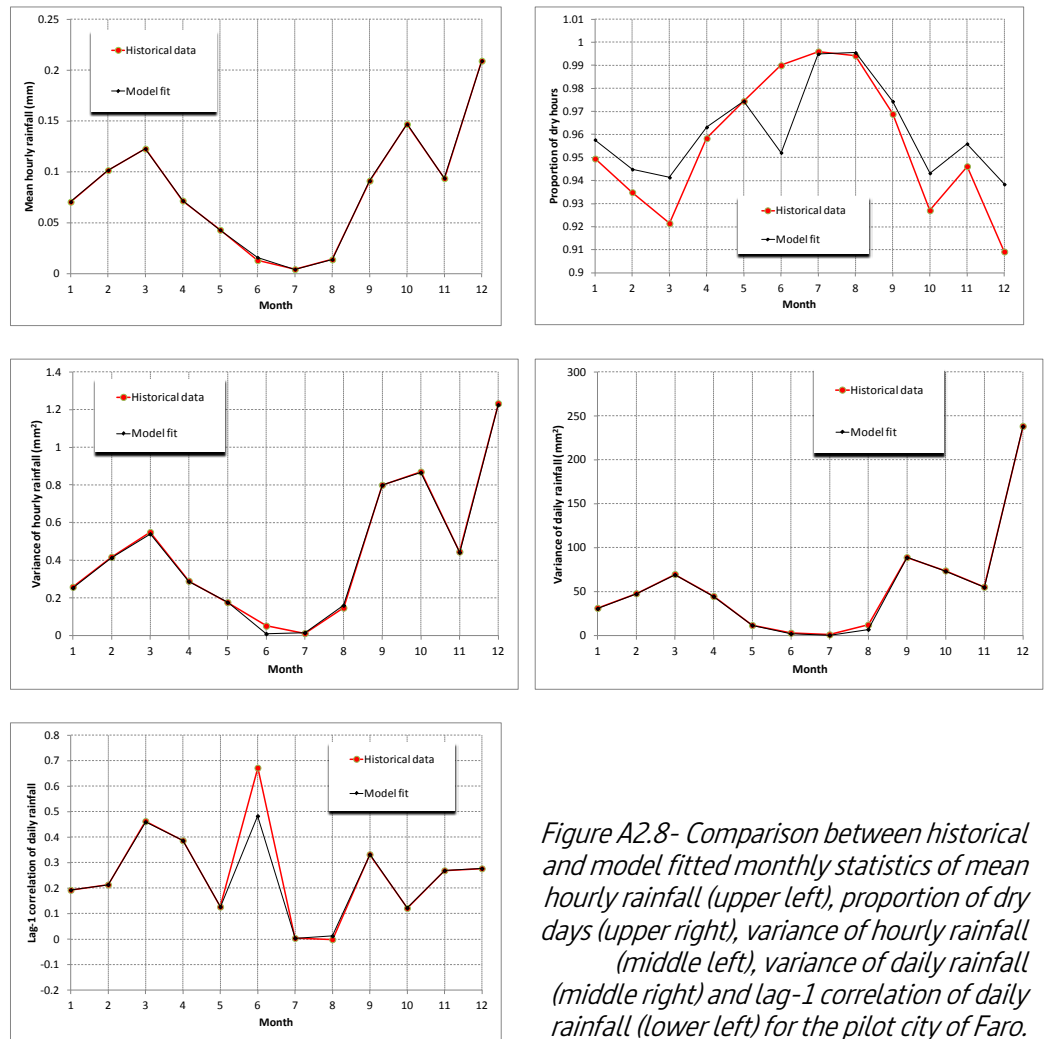 0.25
0.2
0.15
0.1
0.05
0
Mean hourly rainfall (mm)
Historical data
Model fit
1 2 3 4 5 6 7 8 9 10 11 12
Month
1.01
1
0.99
0.98
0.97
0.96
0.95
0.94
0.93
0.92
0.91
0.9
Proportion of dry hours
Historical data
Model fit
1 2 3 4 5 6 7 8 9 10 11 12
Month
1.4
1.2
1
0.8
0.6
0.4
0.2
0
Variance of hourly rainfall (mm²)
Historical data
Model fit
1 2 3 4 5 6 7 8 9 10 11 12
Month
300
250
200
150
100
50
0
Variance of daily rainfall (mm²)
Historical data
Model fit
1 2 3 4 5 6 7 8 9 10 11 12
Month
0.8
0.7
0.6
0.5
0.4
0.3
0.2
0.1
0
-0.1
-0.2
Lag-1 correlation of daily rainfall
Historical data
Model fit
1 2 3 4 5 6 7 8 9 10 11 12
Month
Figure A2.8- Comparison between historical
and model fitted monthly statistics of mean
hourly rainfall (upper left), proportion of dry
days (upper right), variance of hourly rainfall
(middle left), variance of daily rainfall
(middle right) and lag-1 correlation of daily
rainfall (lower left) for the pilot city of Faro.